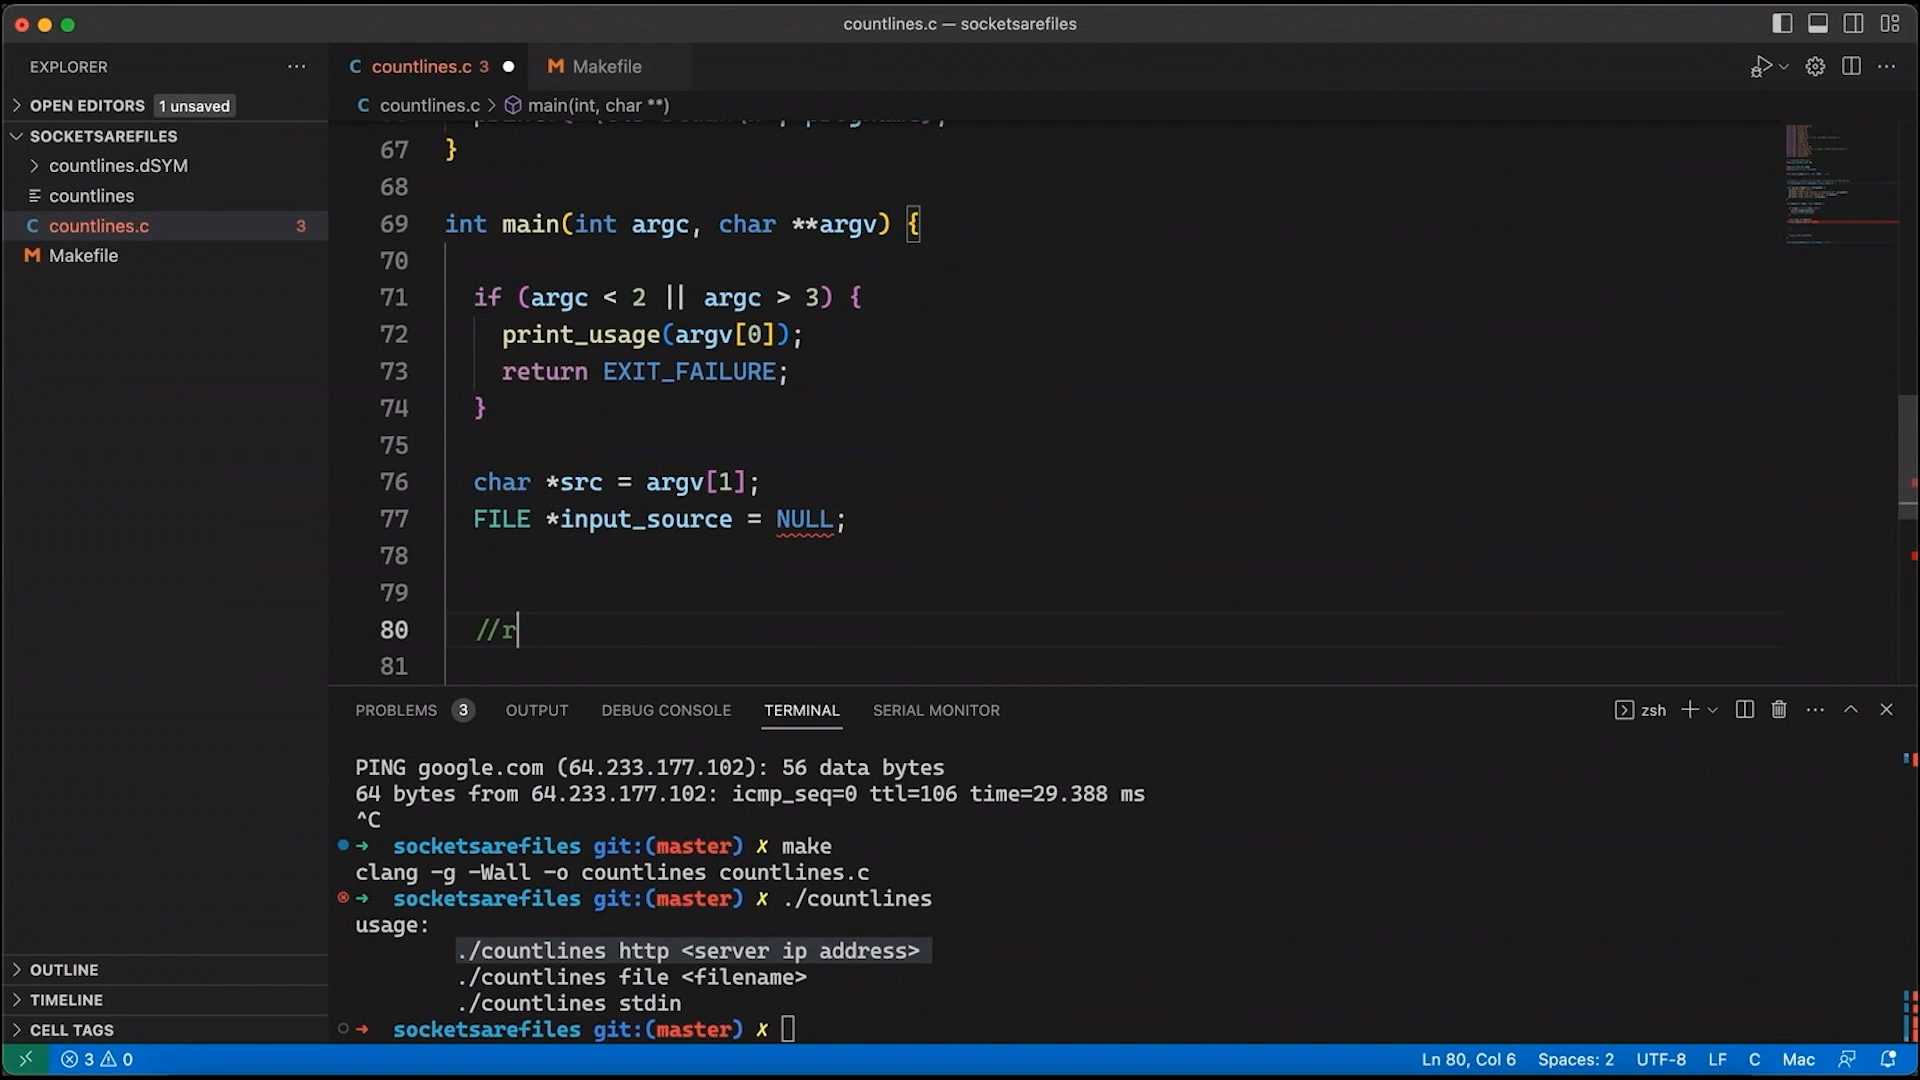 countlines.c — socketsarefiles
EXPLORER
OPEN EDITORS 1 unsaved
SOCKETSAREFILES
countlines.dSYM
countlines
C countlines.c 3
M Makefile
OUTLINE
TIMELINE
CELL TAGS
C countlines.c 3
M Makefile
C countlines.c > main(int, char **)
67 }
68
69 int main(int argc, char **argv) {
70
71 if (argc < 2 || argc > 3) {
72 print_usage(argv[0]);
73 return EXIT_FAILURE;
74 }
75
76 char *src = argv[1];
77 FILE *input_source = NULL;
78
79
80 //r
81
PROBLEMS 3 OUTPUT DEBUG CONSOLE TERMINAL SERIAL MONITOR
zsh
PING google.com (64.233.177.102): 56 data bytes
64 bytes from 64.233.177.102: icmp_seq=0 ttl=106 time=29.388 ms
^C
➜ socketsarefiles git:(master) ✗ make
clang -g -Wall -o countlines countlines.c
➜ socketsarefiles git:(master) ✗ ./countlines
usage:
./countlines http <server ip address>
./countlines file <filename>
./countlines stdin
➜ socketsarefiles git:(master) ✗
3 0
Ln 80, Col 6 Spaces: 2 UTF-8 LF C Mac